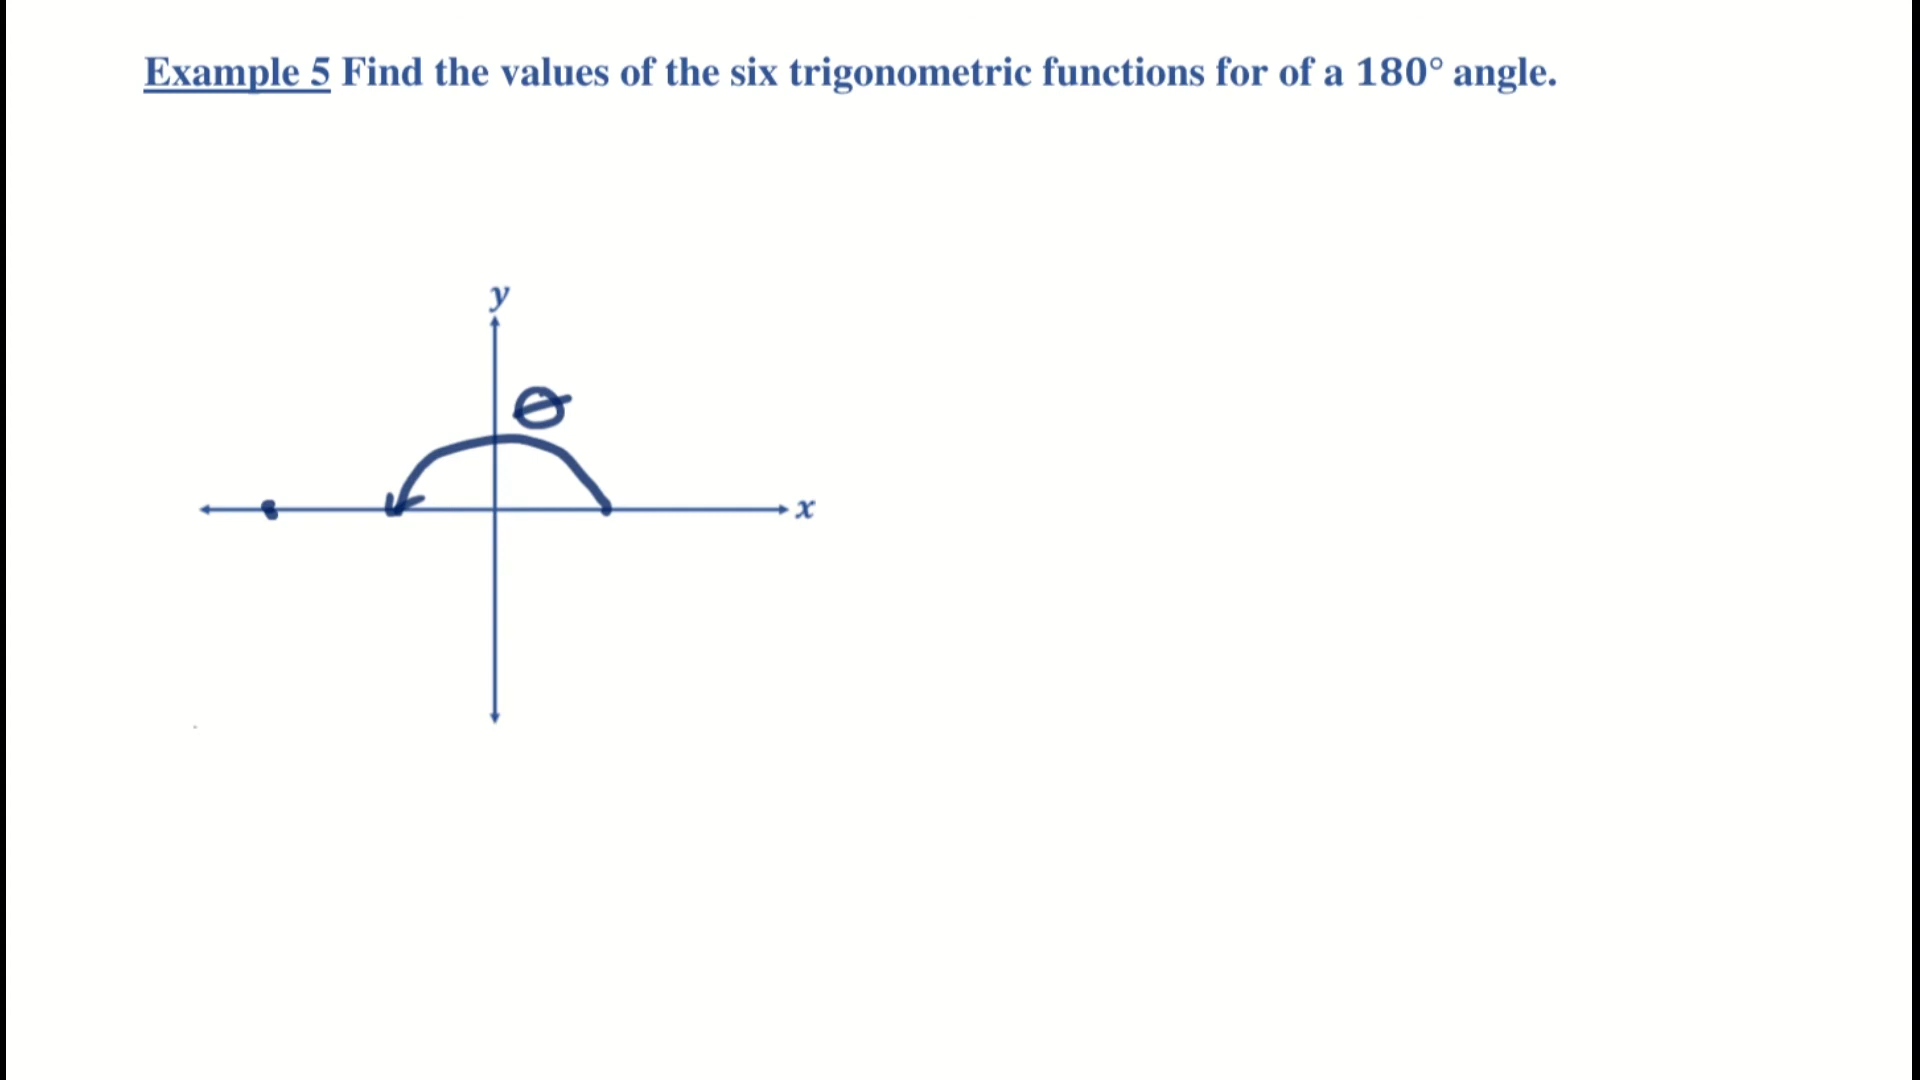 Example 5 Find the values of the six trigonometric functions for of a 180° angle.
y
θ
x